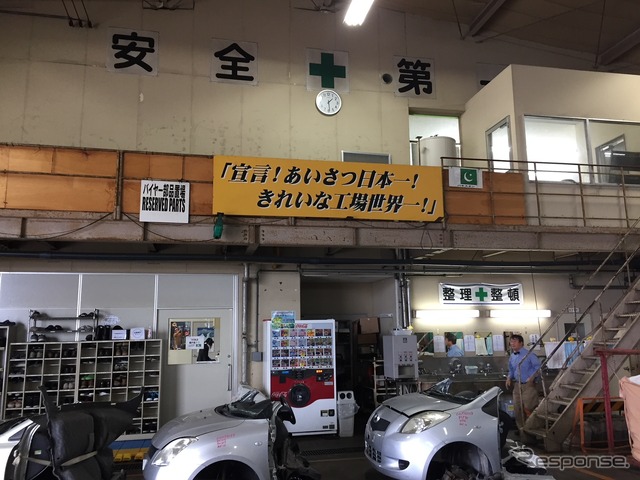 安全✚第
「宣言!あいさつ日本一!
きれいな工場世界一!」
バイヤー部品置場
RESERVED PARTS
整理✚整頓
Response.